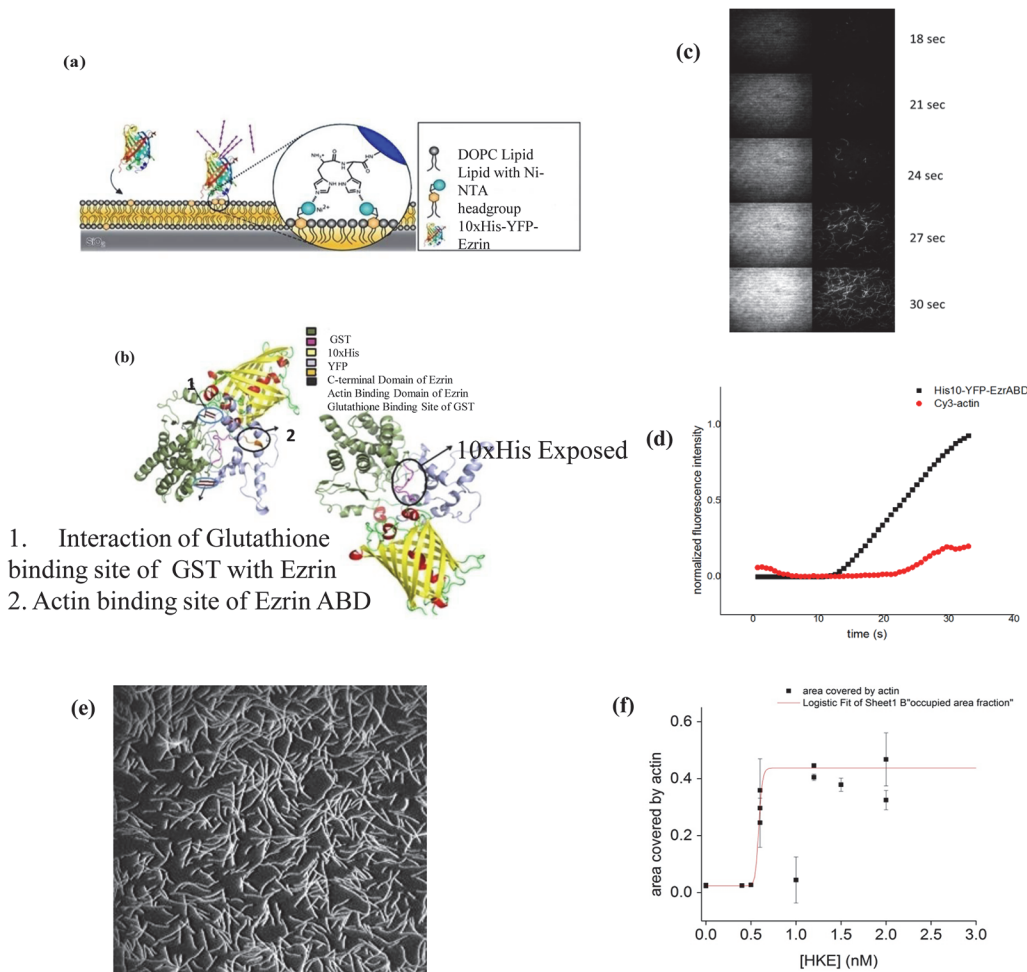 (a)
NH₃⁺
O
H
N
O
NH
HN
N
N
Ni²⁺
DOPC Lipid
Lipid with Ni-
NTA
headgroup
10xHis-YFP-
Ezrin
(b)
GST
10xHis
YFP
C-terminal Domain of Ezrin
Actin Binding Domain of Ezrin
Glutathione Binding Site of GST
1
2
10xHis Exposed
1. Interaction of Glutathione
binding site of GST with Ezrin
2. Actin binding site of Ezrin ABD
(c)
18 sec
21 sec
24 sec
27 sec
30 sec
(d)
His10-YFP-EzrABD
Cy3-actin
normalized fluorescence intensity
1.0
0.5
0.0
0
10
20
30
40
time (s)
(e)
(f)
area covered by actin
Logistic Fit of Sheet1 B"occupied area fraction"
area covered by actin
0.6
0.4
0.2
0.0
0.0
0.5
1.0
1.5
2.0
2.5
3.0
[HKE] (nM)